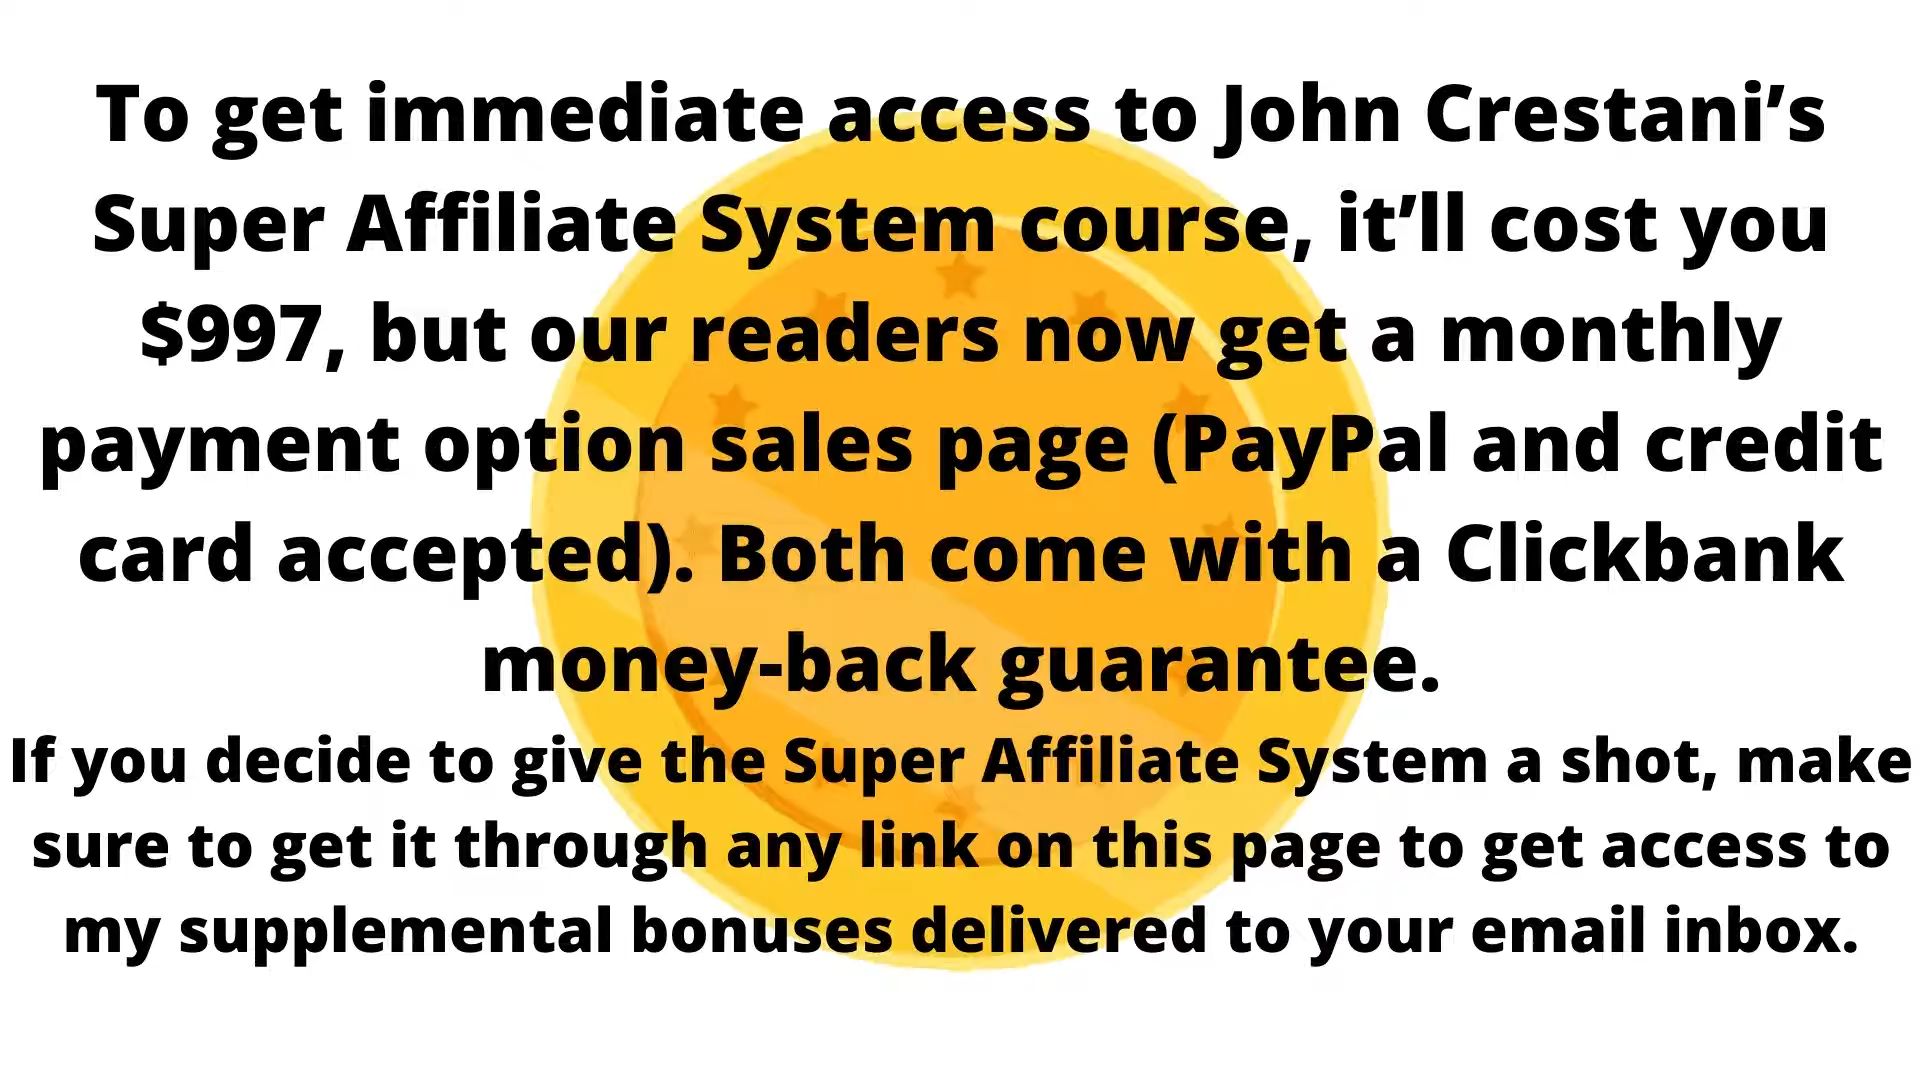 To get immediate access to John Crestani’s
Super Affiliate System course, it’ll cost you
$997, but our readers now get a monthly
payment option sales page (PayPal and credit
card accepted). Both come with a Clickbank
money-back guarantee.
If you decide to give the Super Affiliate System a shot, make
sure to get it through any link on this page to get access to
my supplemental bonuses delivered to your email inbox.